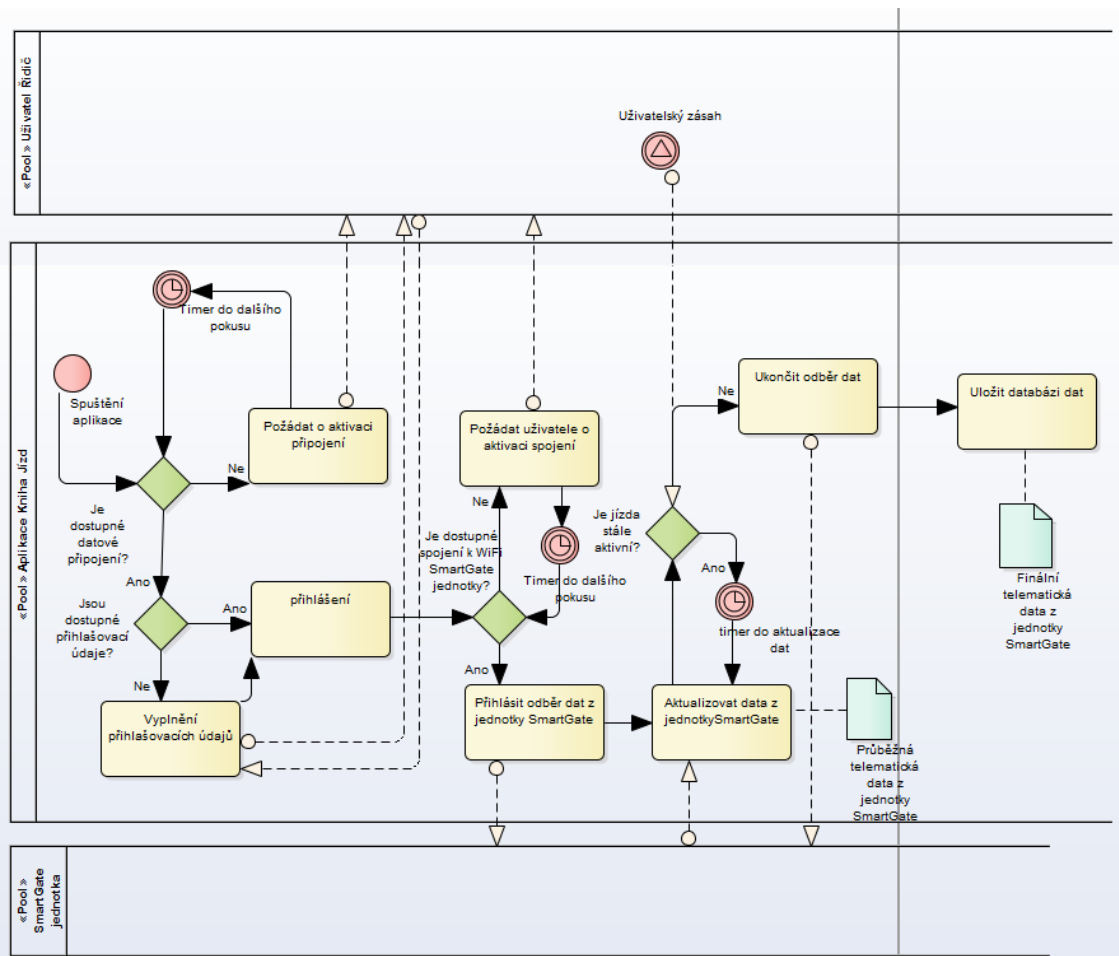 «Pool» Uživatel Řidič
Uživatelský zásah
«Pool» Aplikace Kniha Jízd
Timer do dalšího
pokusu
Spuštění
aplikace
Požádat o aktivaci
připojení
Ne
Je
dostupné
datové
připojení?
Ano
Jsou
dostupné
přihlašovací
údaje?
Ano
přihlášení
Ne
Vyplnění
přihlašovacích údajů
Požádat uživatele o
aktivaci spojení
Ne
Je dostupné
spojení k WiFi
SmartGate
jednotky?
Timer do dalšího
pokusu
Ano
Přihlásit odběr dat z
jednotky SmartGate
Je jízda
stále
aktivní?
Ne
Ano
timer do aktualizace
dat
Aktualizovat data z
jednotkySmartGate
Průběžná
telematická
data z
jednotky
SmartGate
Ukončit odběr dat
Uložit databázi dat
Finální
telematická
data z
jednotky
SmartGate
«Pool»
SmartGate
jednotka